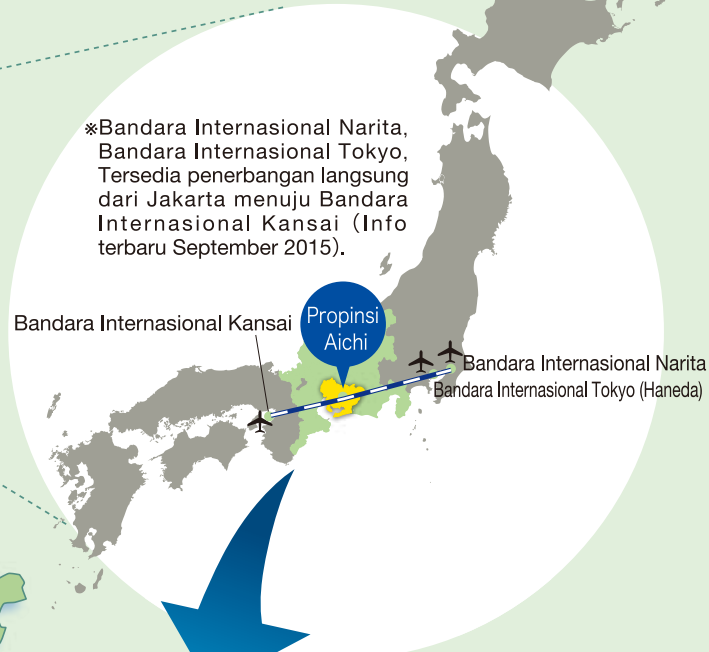 ※Bandara Internasional Narita,
Bandara Internasional Tokyo,
Tersedia penerbangan langsung
dari Jakarta menuju Bandara
Internasional Kansai (Info
terbaru September 2015).
Bandara Internasional Kansai
Propinsi
Aichi
Bandara Internasional Narita
Bandara Internasional Tokyo (Haneda)